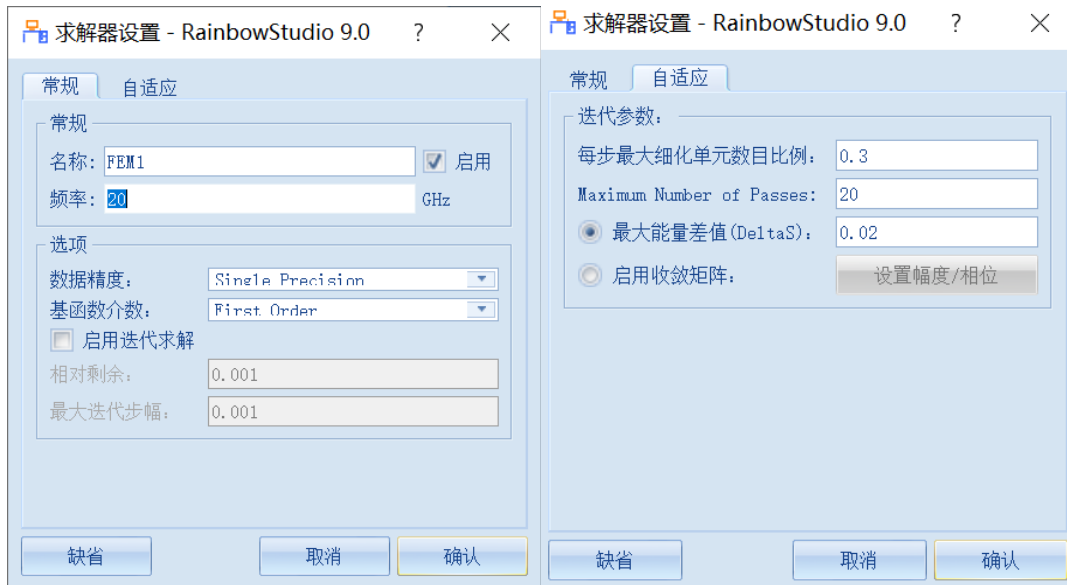 求解器设置 - RainbowStudio 9.0 ? ×
常规 自适应
常规
名称: FEM1 启用
频率: 20 GHz
选项
数据精度: Single Precision
基函数介数: First Order
启用迭代求解
相对剩余: 0.001
最大迭代步幅: 0.001
缺省 取消 确认
求解器设置 - RainbowStudio 9.0 ? ×
常规 自适应
迭代参数:
每步最大细化单元数目比例: 0.3
Maximum Number of Passes: 20
最大能量差值(DeltaS): 0.02
启用收敛矩阵: 设置幅度/相位
缺省 取消 确认